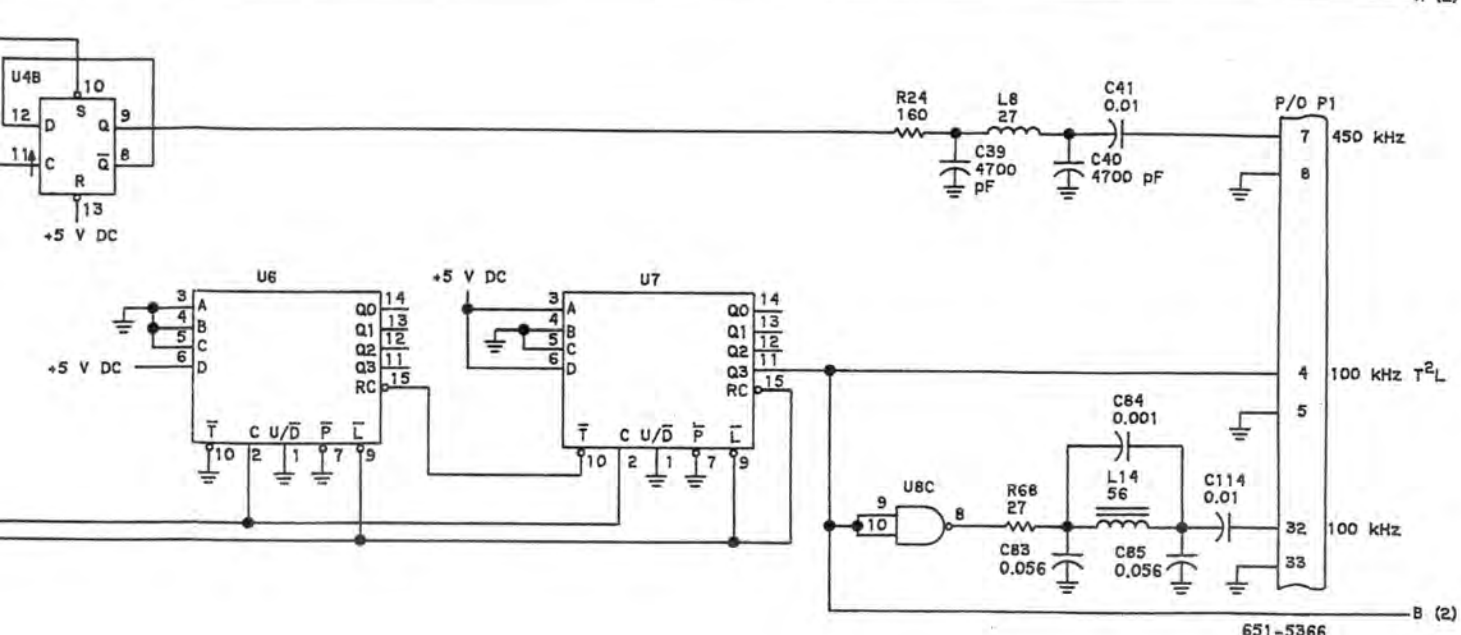 (2)
U4B
10
S
12
D
Q
9
11
C
Q̅
8
R
13
+5 V DC
R24
160
L8
27
C41
0.01
C39
4700
pF
C40
4700 pF
P/O P1
7
450 kHz
8
U6
3
A
4
B
5
C
6
D
+5 V DC
Q0
14
Q1
13
Q2
12
Q3
11
RC
15
T̅
C
U/D̅
P̅
L̅
10
2
1
7
9
+5 V DC
U7
3
A
4
B
5
C
6
D
Q0
14
Q1
13
Q2
12
Q3
11
RC
15
T̅
C
U/D̅
P̅
L̅
10
2
1
7
9
4
100 kHz T²L
5
C84
0.001
L14
56
U8C
9
10
8
R68
27
C114
0.01
C83
0.056
C85
0.056
32
100 kHz
33
B (2)
651-5366